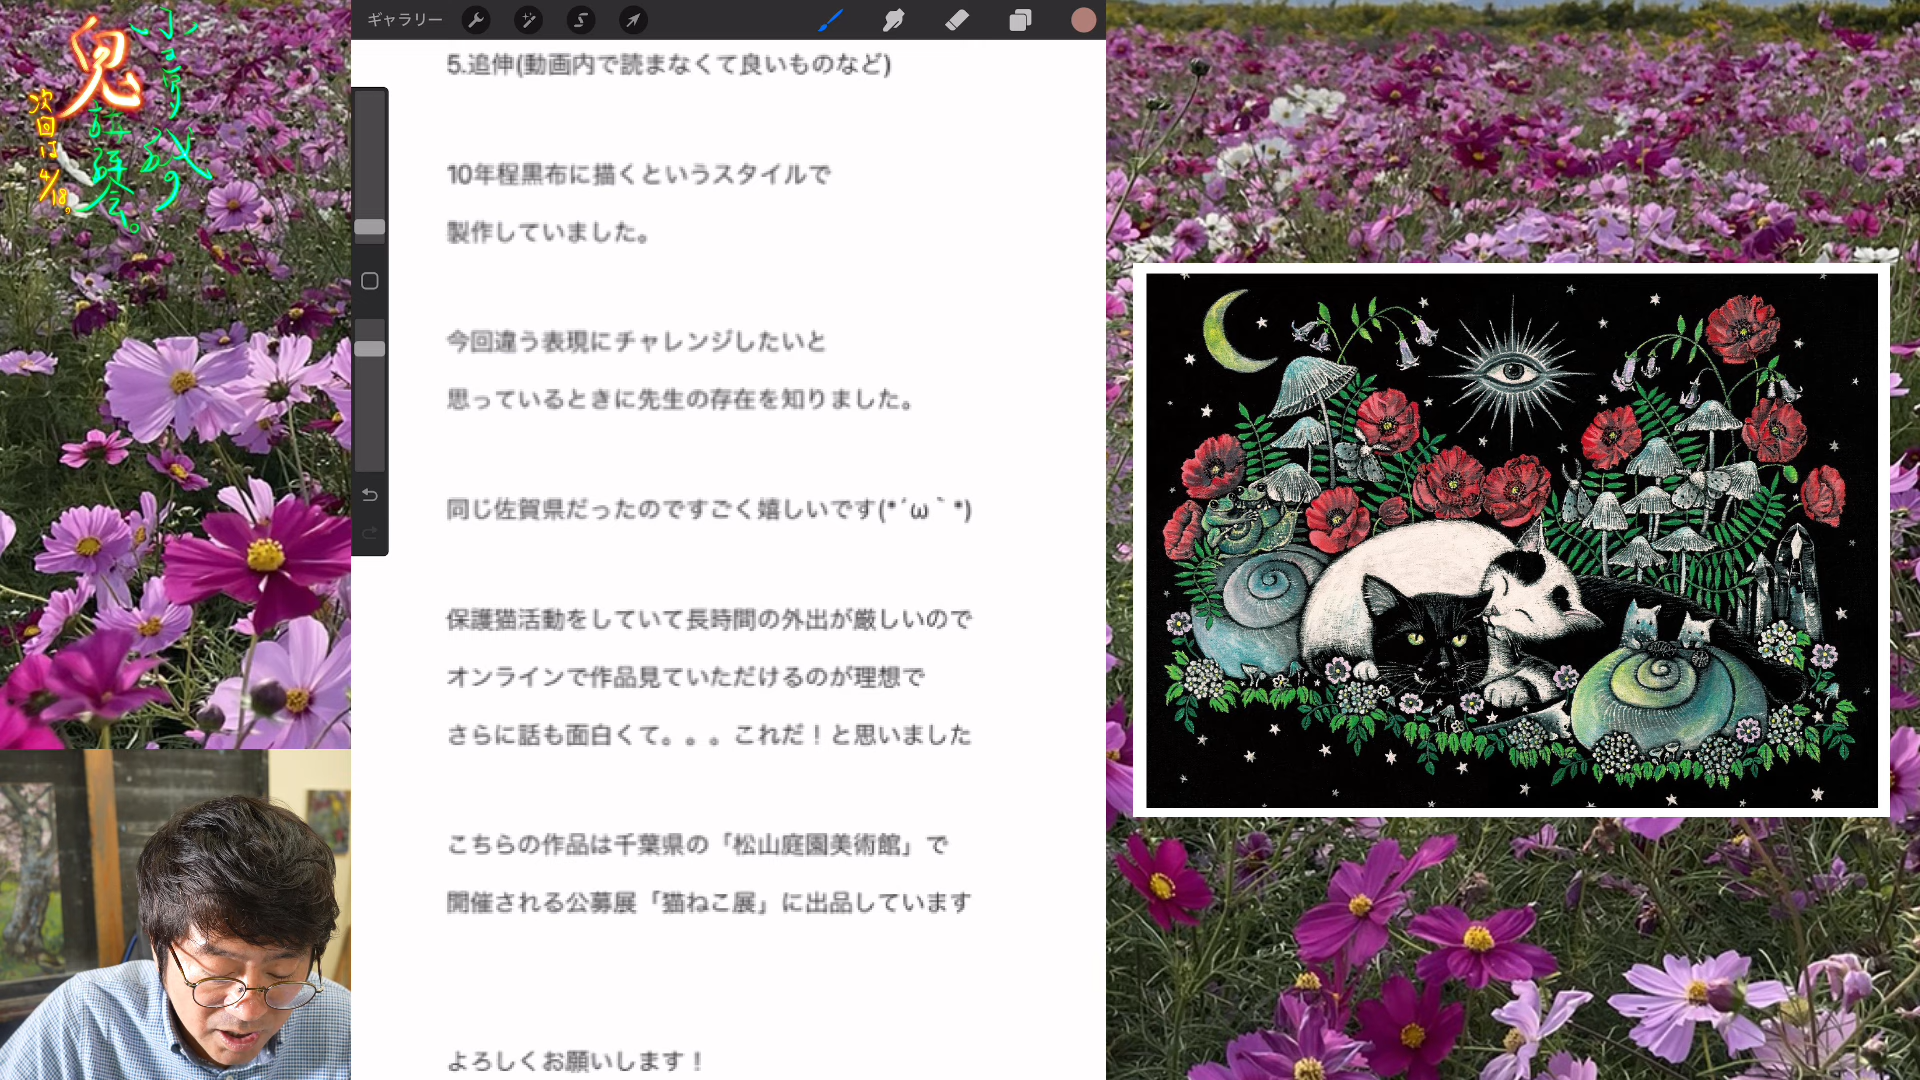 鬼
次回は4/18。
ギャラリー
5.追伸(動画内で読まなくて良いものなど)
10年程黒布に描くというスタイルで
製作していました。
今回違う表現にチャレンジしたいと
思っているときに先生の存在を知りました。
同じ佐賀県だったのですごく嬉しいです(*´ω｀*)
保護猫活動をしていて長時間の外出が厳しいので
オンラインで作品見ていただけるのが理想で
さらに話も面白くて。。。これだ！と思いました
こちらの作品は千葉県の「松山庭園美術館」で
開催される公募展「猫ねこ展」に出品しています
よろしくお願いします！